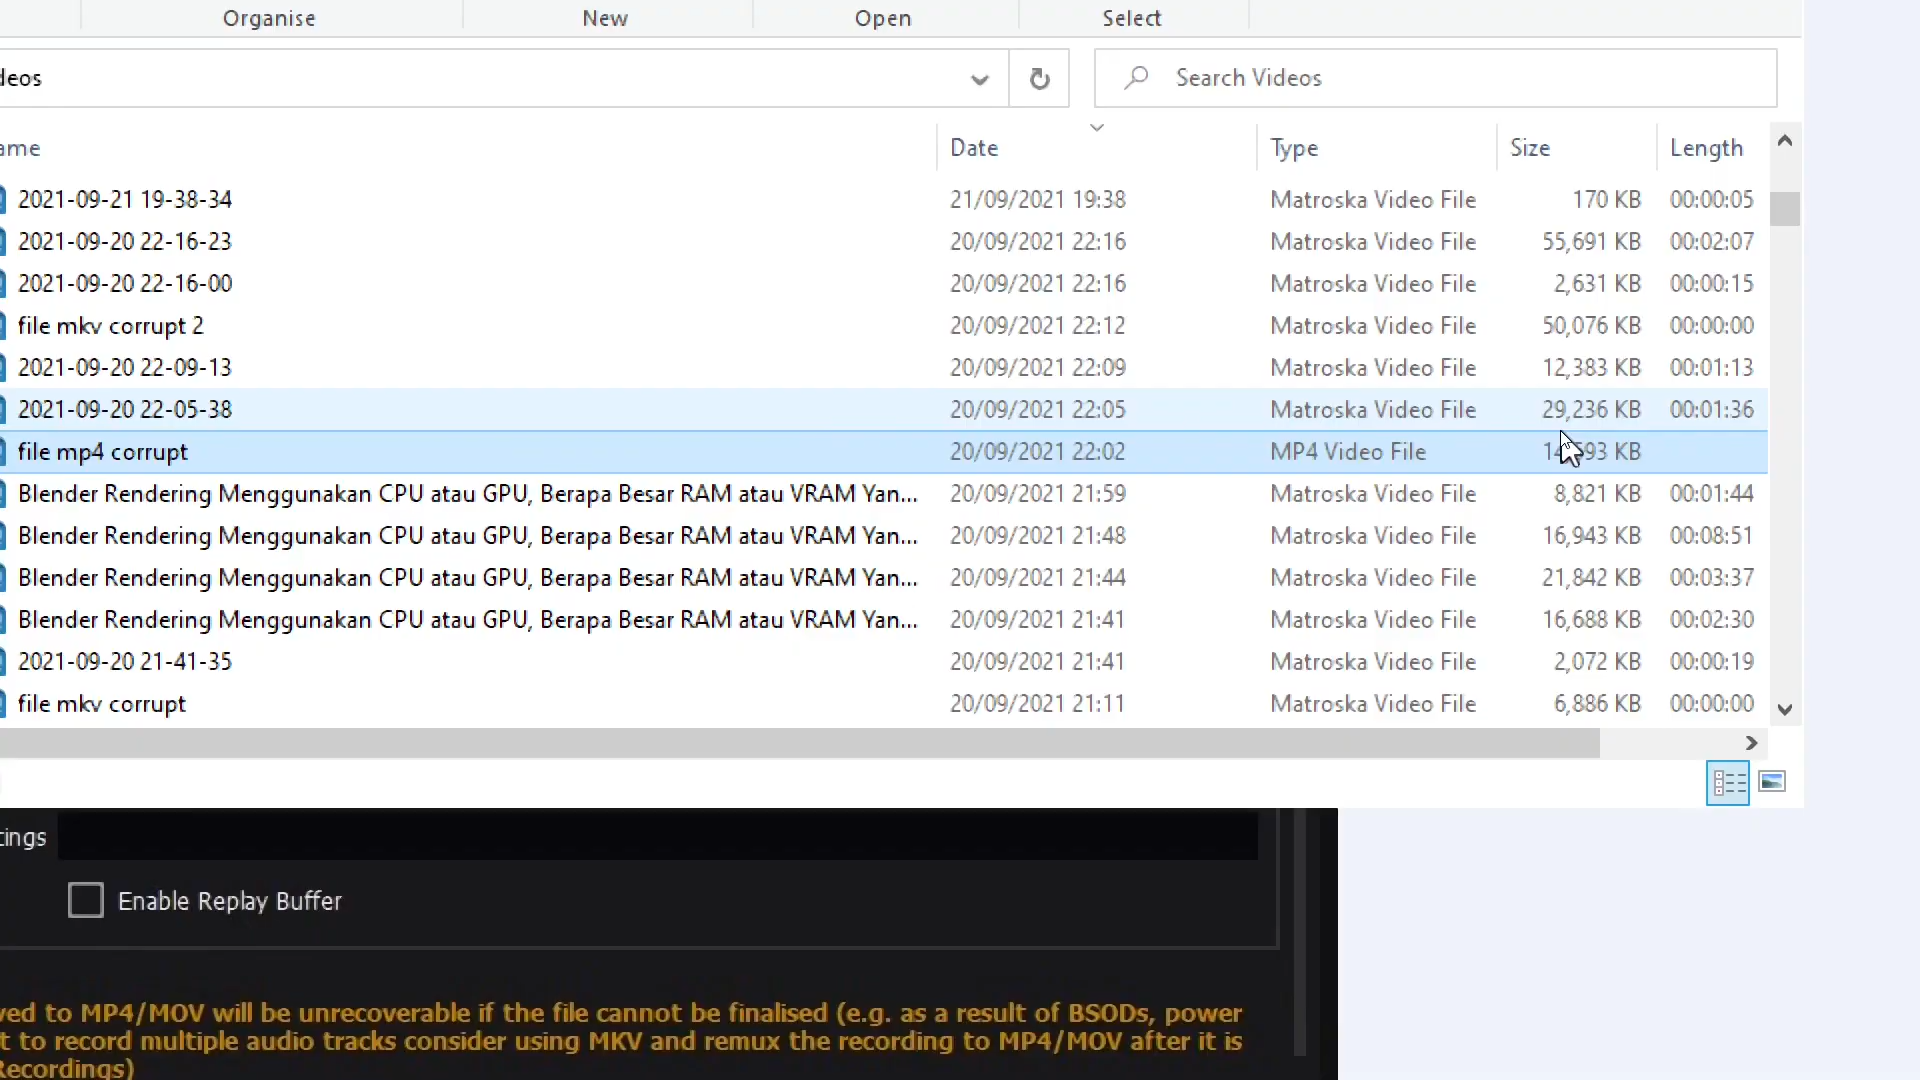 Organise New Open Select
deos Search Videos
ame Date Type Size Length
2021-09-21 19-38-34 21/09/2021 19:38 Matroska Video File 170 KB 00:00:05
2021-09-20 22-16-23 20/09/2021 22:16 Matroska Video File 55,691 KB 00:02:07
2021-09-20 22-16-00 20/09/2021 22:16 Matroska Video File 2,631 KB 00:00:15
file mkv corrupt 2 20/09/2021 22:12 Matroska Video File 50,076 KB 00:00:00
2021-09-20 22-09-13 20/09/2021 22:09 Matroska Video File 12,383 KB 00:01:13
2021-09-20 22-05-38 20/09/2021 22:05 Matroska Video File 29,236 KB 00:01:36
file mp4 corrupt 20/09/2021 22:02 MP4 Video File KB
Blender Rendering Menggunakan CPU atau GPU, Berapa Besar RAM atau VRAM Yan... 20/09/2021 21:59 Matroska Video File 8,821 KB 00:01:44
Blender Rendering Menggunakan CPU atau GPU, Berapa Besar RAM atau VRAM Yan... 20/09/2021 21:48 Matroska Video File 16,943 KB 00:08:51
Blender Rendering Menggunakan CPU atau GPU, Berapa Besar RAM atau VRAM Yan... 20/09/2021 21:44 Matroska Video File 21,842 KB 00:03:37
Blender Rendering Menggunakan CPU atau GPU, Berapa Besar RAM atau VRAM Yan... 20/09/2021 21:41 Matroska Video File 16,688 KB 00:02:30
2021-09-20 21-41-35 20/09/2021 21:41 Matroska Video File 2,072 KB 00:00:19
file mkv corrupt 20/09/2021 21:11 Matroska Video File 6,886 KB 00:00:00
tings
Enable Replay Buffer
ved to MP4/MOV will be unrecoverable if the file cannot be finalised (e.g. as a result of BSODs, power
t to record multiple audio tracks consider using MKV and remux the recording to MP4/MOV after it is
Recordings)